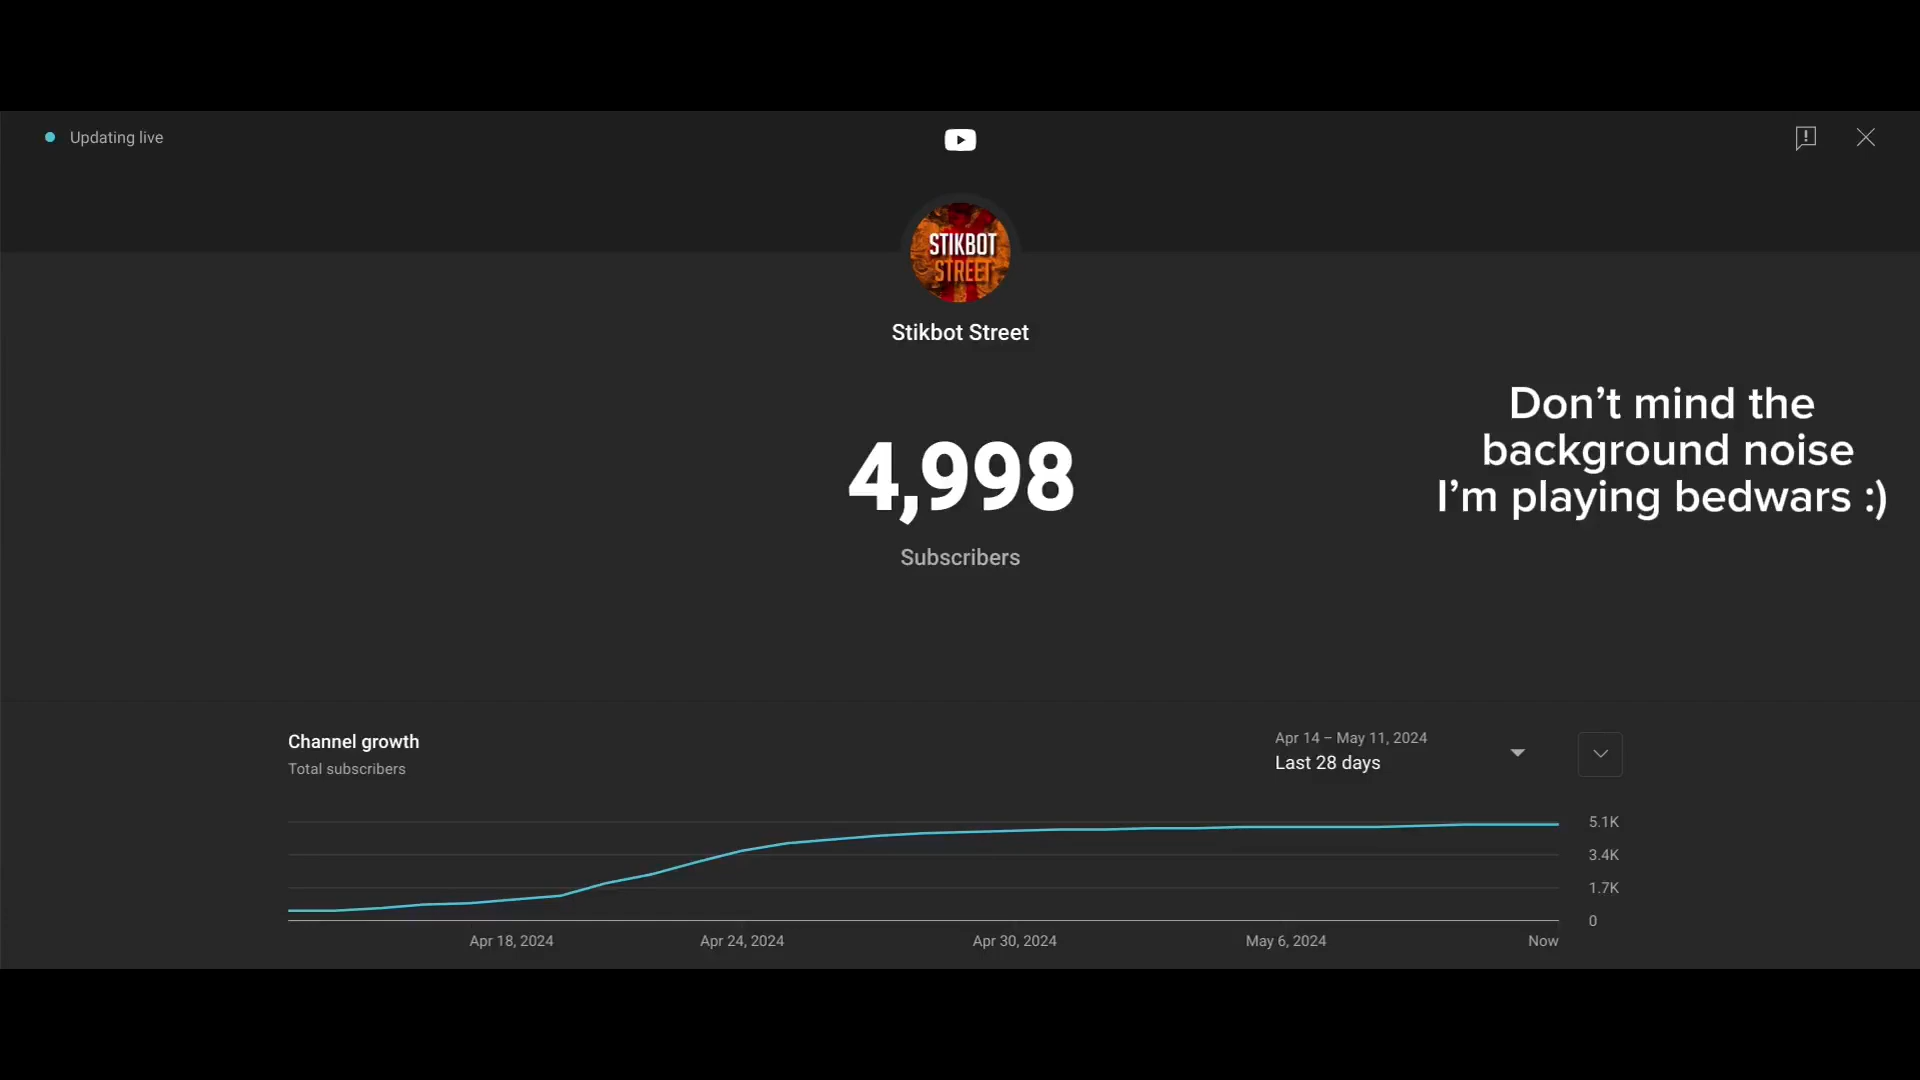 Updating live
STIKBOT
STREET
Stikbot Street
4,998
Subscribers
Don’t mind the
background noise
I’m playing bedwars :)
Channel growth
Total subscribers
Apr 14 – May 11, 2024
Last 28 days
5.1K
3.4K
1.7K
0
Apr 18, 2024
Apr 24, 2024
Apr 30, 2024
May 6, 2024
Now